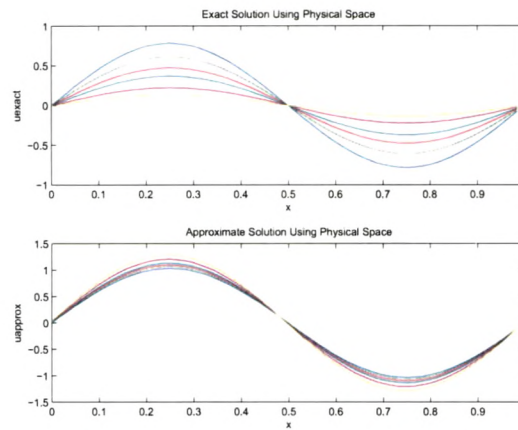 Exact Solution Using Physical Space
1
0.5
0
−0.5
−1
uexact
0 0.1 0.2 0.3 0.4 0.5 0.6 0.7 0.8 0.9
x
Approximate Solution Using Physical Space
1.5
1
0.5
0
−0.5
−1
−1.5
uapprox
0 0.1 0.2 0.3 0.4 0.5 0.6 0.7 0.8 0.9
x